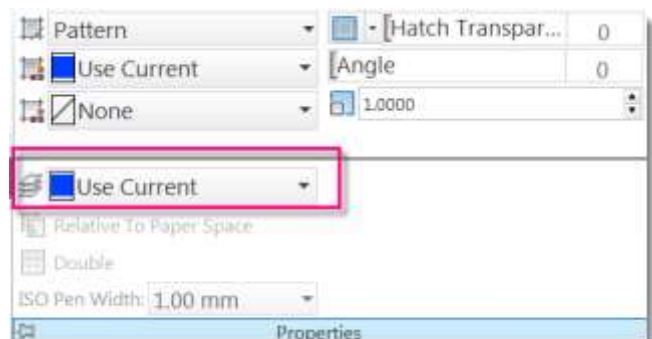 Pattern
Hatch Transpar... 0
Use Current
Angle 0
None
1.0000
Use Current
Relative To Paper Space
Double
ISO Pen Width: 1.00 mm
Properties